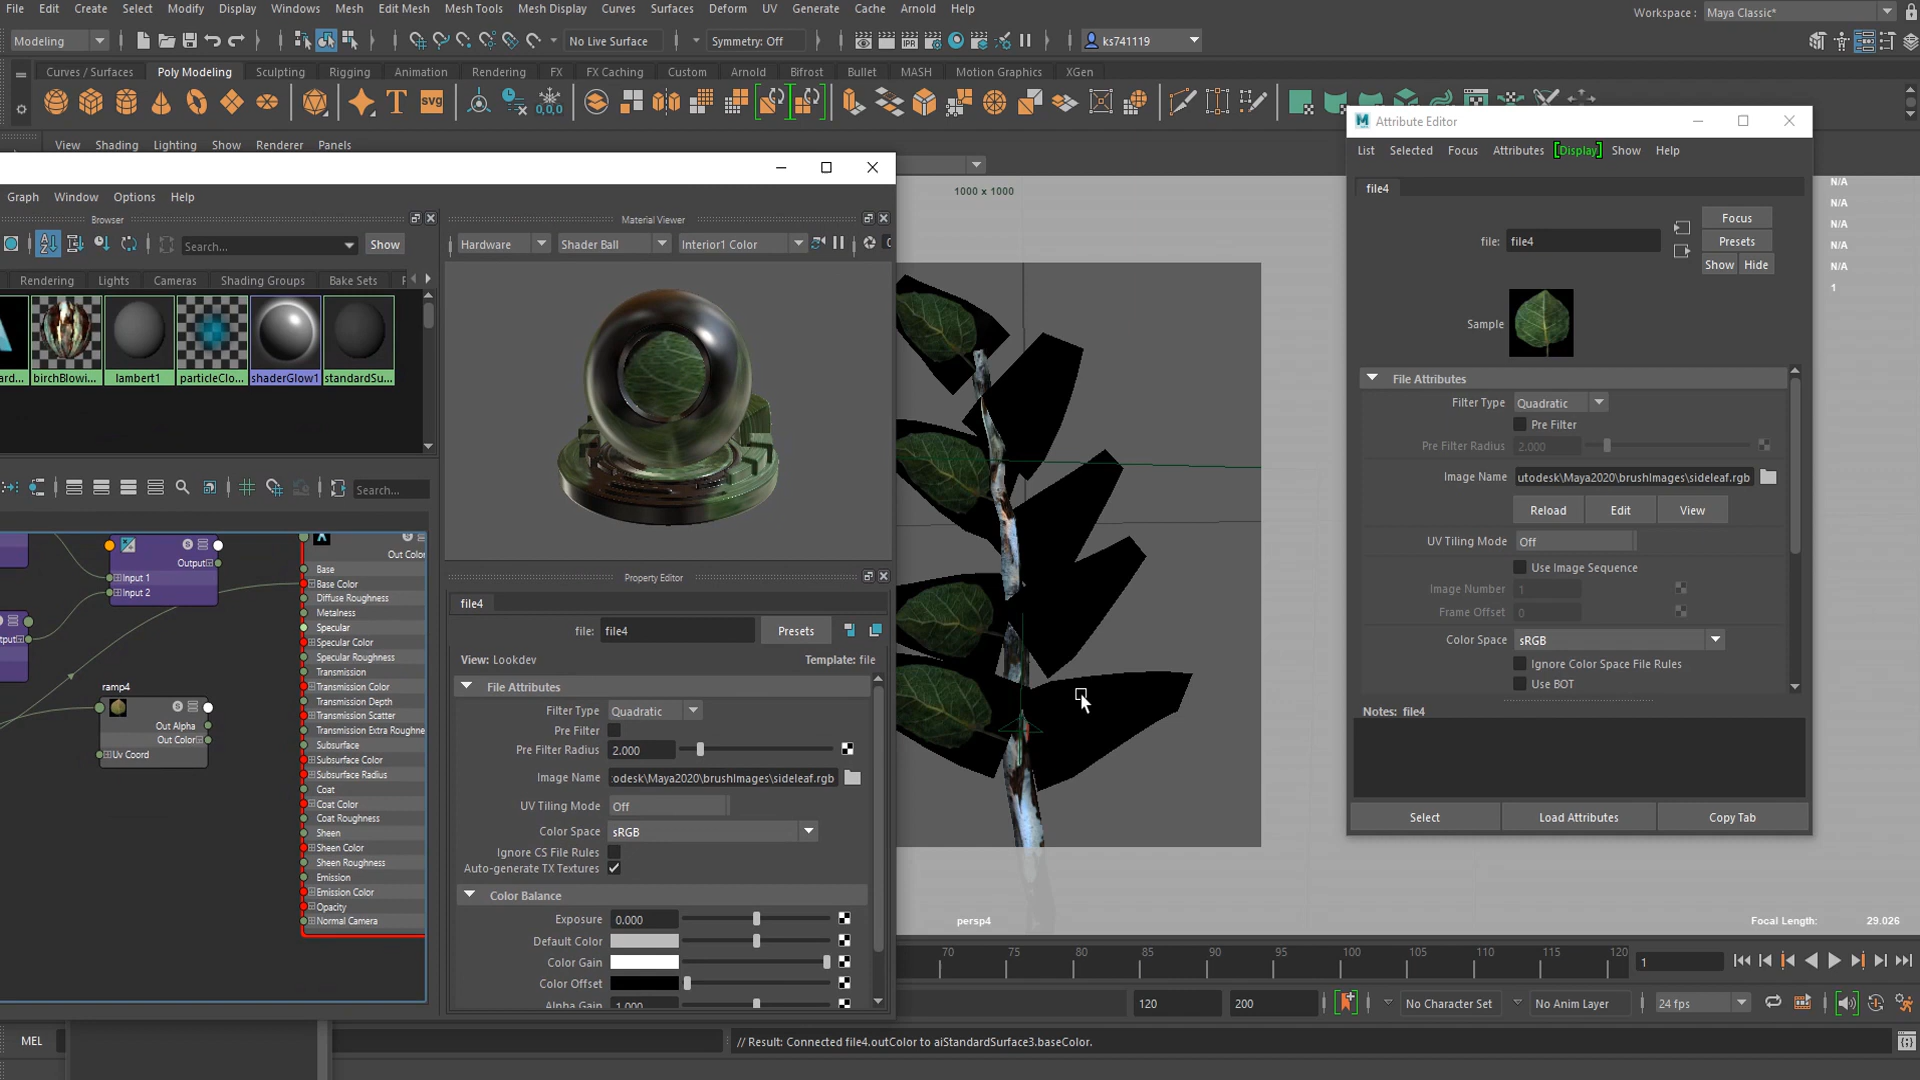 File Edit Create Select Modify Display Windows Mesh Edit Mesh Mesh Tools Mesh Display Curves Surfaces Deform UV Generate Cache Arnold Help
Workspace : Maya Classic*
Modeling No Live Surface Symmetry: Off ks741119
Curves / Surfaces Poly Modeling Sculpting Rigging Animation Rendering FX FX Caching Custom Arnold Bifrost Bullet MASH Motion Graphics XGen
0,0,0
SVG
View Shading Lighting Show Renderer Panels
Graph Window Options Help
Browser
Search... Show
Rendering Lights Cameras Shading Groups Bake Sets
ard... birchBlowi... lambert1 particleClo... shaderGlow1 standardSu...
Search...
Input 1
Input 2
Output
ramp4
Out Alpha
Out Color
Uv Coord
Out Color
Base
Base Color
Diffuse Roughness
Metalness
Specular
Specular Color
Specular Roughness
Transmission
Transmission Color
Transmission Depth
Transmission Scatter
Transmission Extra Roughne
Subsurface
Subsurface Color
Subsurface Radius
Coat
Coat Color
Coat Roughness
Sheen
Sheen Color
Sheen Roughness
Emission
Emission Color
Opacity
Normal Camera
Material Viewer
Hardware Shader Ball Interior1 Color
Property Editor
file4
file: file4 Presets
View: Lookdev Template: file
File Attributes
Filter Type Quadratic
Pre Filter
Pre Filter Radius 2.000
Image Name odesk\Maya2020\brushImages\sideleaf.rgb
UV Tiling Mode Off
Color Space sRGB
Ignore CS File Rules
Auto-generate TX Textures
Color Balance
Exposure 0.000
Default Color
Color Gain
Color Offset
Alpha Gain 1.000
1000 x 1000
persp4
Focal Length: 29.026
N/A
N/A
N/A
N/A
N/A
1
Attribute Editor
List Selected Focus Attributes Display Show Help
file4
file: file4
Focus
Presets
Show Hide
Sample
File Attributes
Filter Type Quadratic
Pre Filter
Pre Filter Radius 2.000
Image Name utodesk\Maya2020\brushImages\sideleaf.rgb
Reload Edit View
UV Tiling Mode Off
Use Image Sequence
Image Number 1
Frame Offset 0
Color Space sRGB
Ignore Color Space File Rules
Use BOT
Notes: file4
Select Load Attributes Copy Tab
70 75 80 85 90 95 100 105 110 115 120 1
120 200 No Character Set No Anim Layer 24 fps
MEL // Result: Connected file4.outColor to aiStandardSurface3.baseColor.